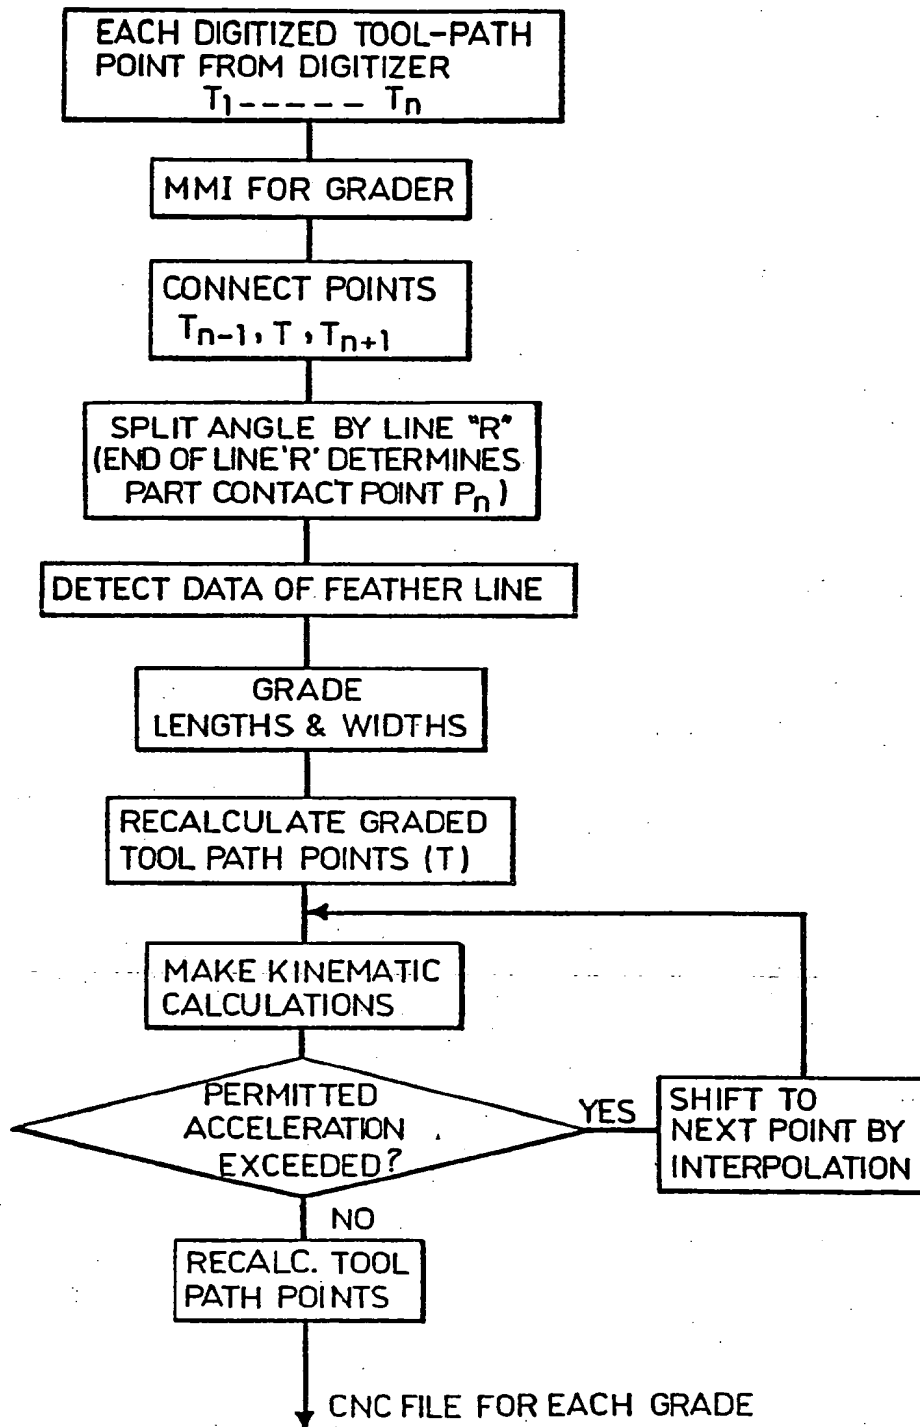 EACH DIGITIZED TOOL-PATH
POINT FROM DIGITIZER
T1----- Tn
MMI FOR GRADER
CONNECT POINTS
Tn-1, T, Tn+1
SPLIT ANGLE BY LINE "R"
(END OF LINE 'R' DETERMINES
PART CONTACT POINT Pn)
DETECT DATA OF FEATHER LINE
GRADE
LENGTHS & WIDTHS
RECALCULATE GRADED
TOOL PATH POINTS (T)
MAKE KINEMATIC
CALCULATIONS
PERMITTED
ACCELERATION
EXCEEDED?
YES
SHIFT TO
NEXT POINT BY
INTERPOLATION
NO
RECALC. TOOL
PATH POINTS
CNC FILE FOR EACH GRADE